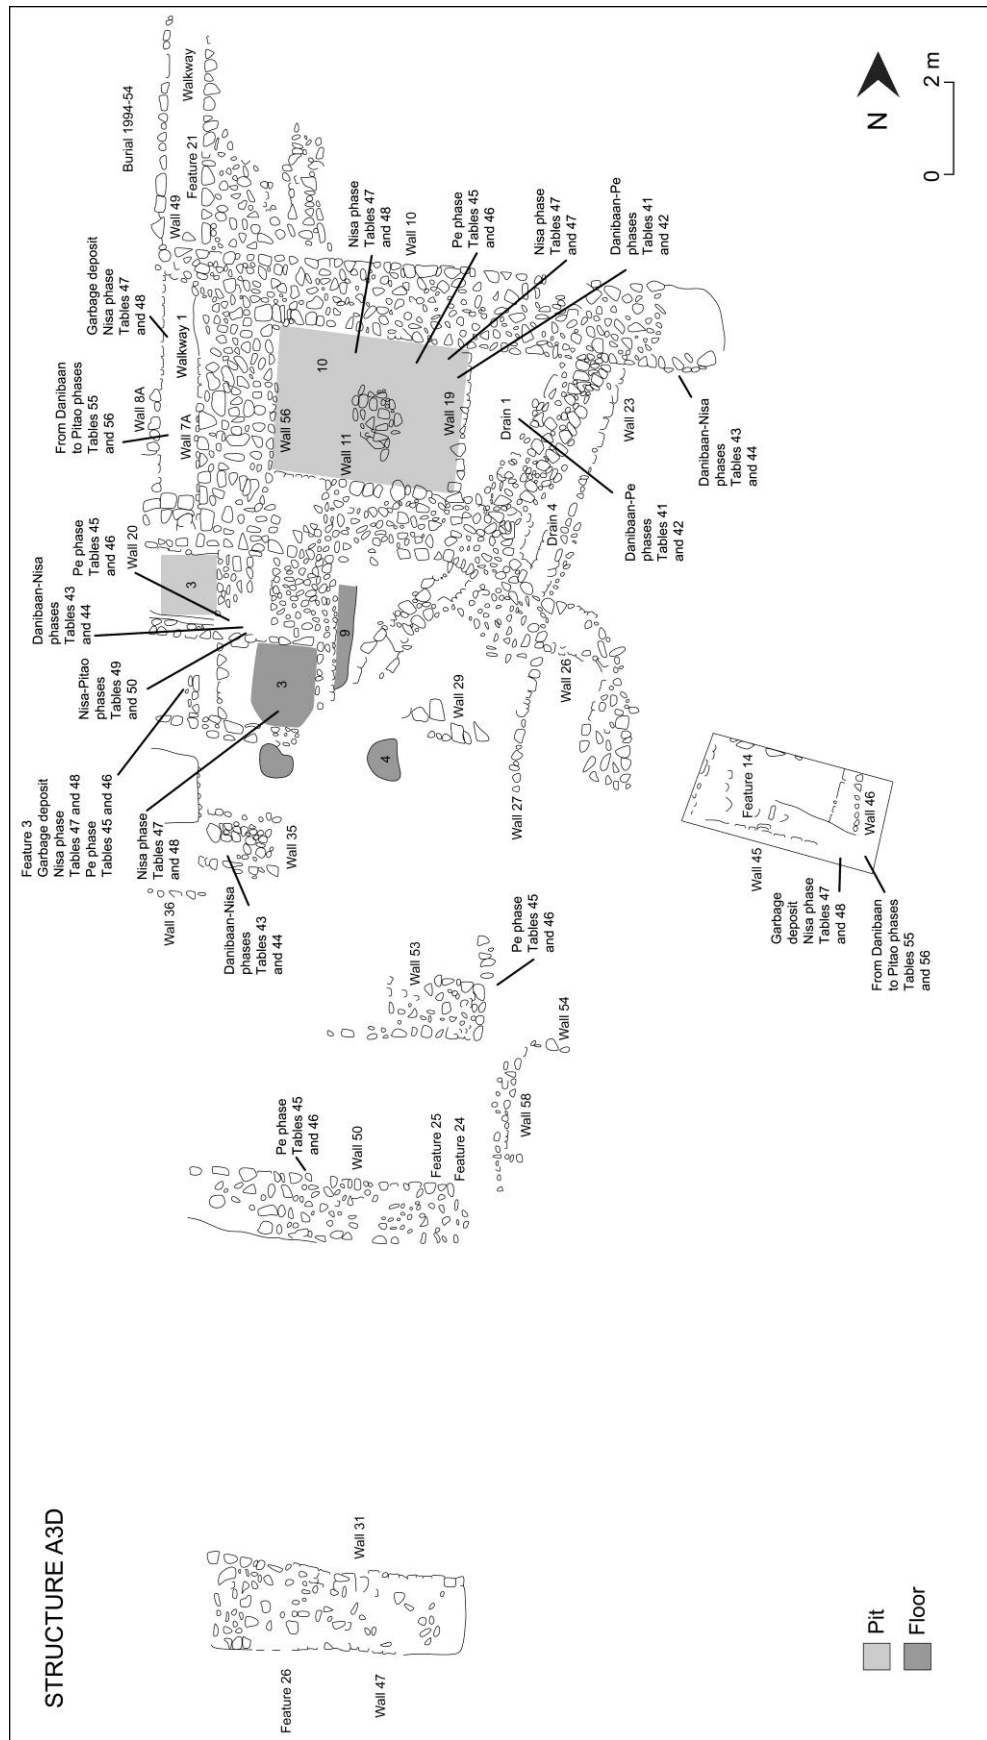 STRUCTURE A3D
Feature 26
Wall 47
Wall 31
Pe phase
Tables 45
and 46
Wall 50
Feature 25
Feature 24
Wall 58
Wall 54
Wall 53
Pe phase
Tables 45
and 46
Feature 3
Garbage deposit
Nisa phase
Tables 47 and 48
Pe phase
Tables 45 and 46
Nisa phase
Tables 47
and 48
Wall 36
Danibaan-Nisa
phases
Tables 43
and 44
Wall 35
Nisa-Pitao
phases
Tables 49
and 50
Danibaan-Nisa
phases
Tables 43
and 44
Pe phase
Tables 45
and 46
Wall 20
3
3
9
4
Wall 29
Wall 27
Wall 26
From Danibaan
to Pitao phases
Tables 55
and 56
Wall 8A
Wall 7A
Walkway 1
Garbage deposit
Nisa phase
Tables 47
and 48
Wall 49
Burial 1994-54
Feature 21
Walkway
Wall 56
10
Wall 11
Wall 19
Nisa phase
Tables 47
and 48
Wall 10
Pe phase
Tables 45
and 46
Nisa phase
Tables 47
and 47
Danibaan-Pe
phases
Tables 41
and 42
Drain 1
Drain 4
Wall 23
Danibaan-Pe
phases
Tables 41
and 42
Danibaan-Nisa
phases
Tables 43
and 44
Feature 14
Wall 45
Wall 46
Garbage
deposit
Nisa phase
Tables 47
and 48
From Danibaan
to Pitao phases
Tables 55
and 56
Pit
Floor
N
0
2 m